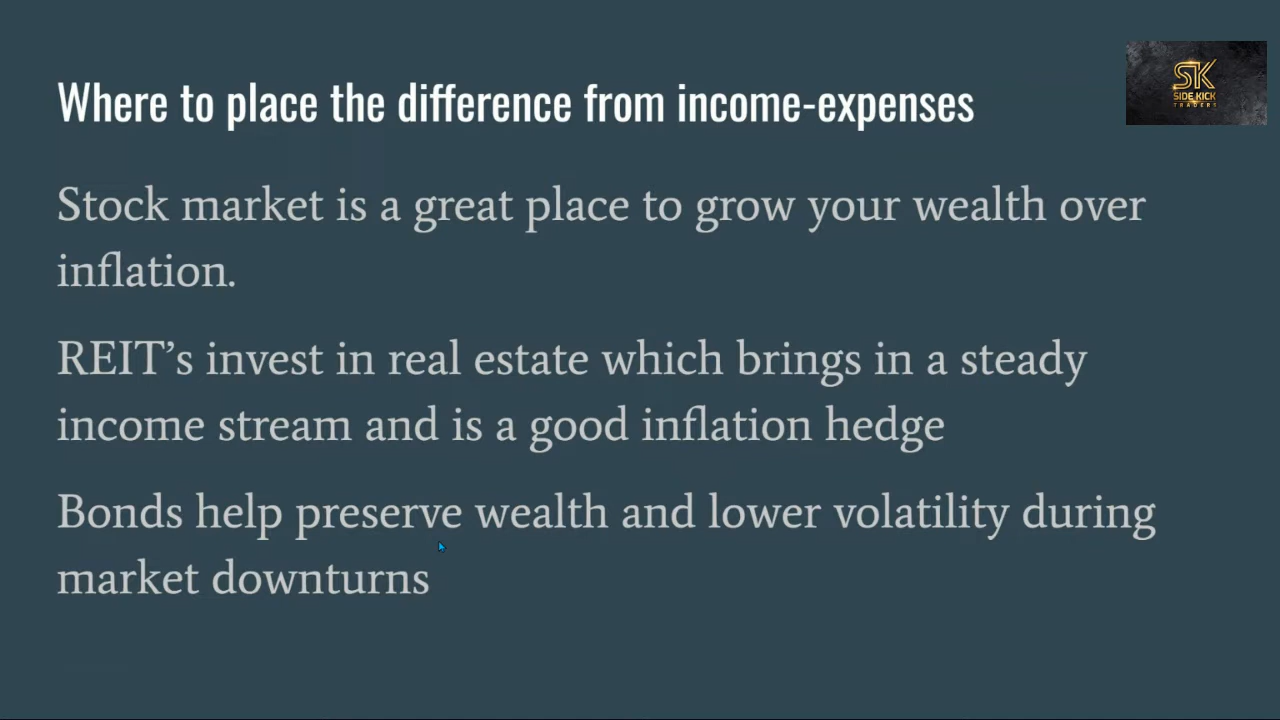 Where to place the difference from income-expenses
SK
SIDE KICK
TRADERS
Stock market is a great place to grow your wealth over
inflation.
REIT’s invest in real estate which brings in a steady
income stream and is a good inflation hedge
Bonds help preserve wealth and lower volatility during
market downturns